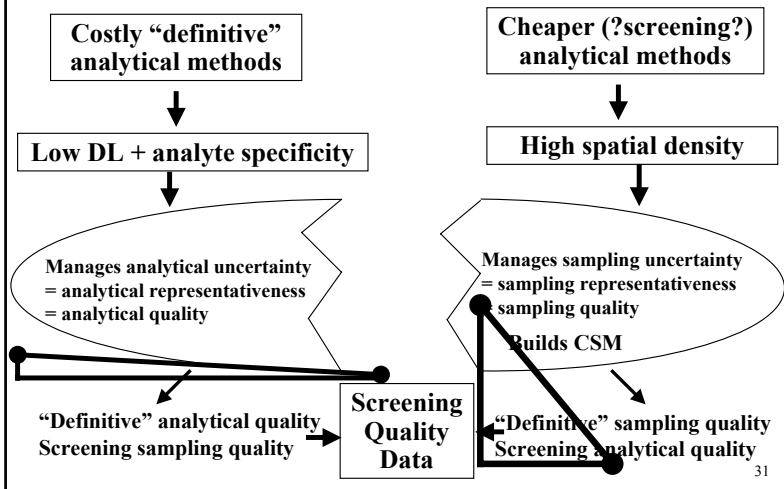 Costly “definitive”
analytical methods
Low DL + analyte specificity
Manages analytical uncertainty
= analytical representativeness
= analytical quality
“Definitive” analytical quality
Screening sampling quality
Cheaper (?screening?)
analytical methods
High spatial density
Manages sampling uncertainty
= sampling representativeness
= sampling quality
Builds CSM
“Definitive” sampling quality
Screening analytical quality
Screening
Quality
Data
31